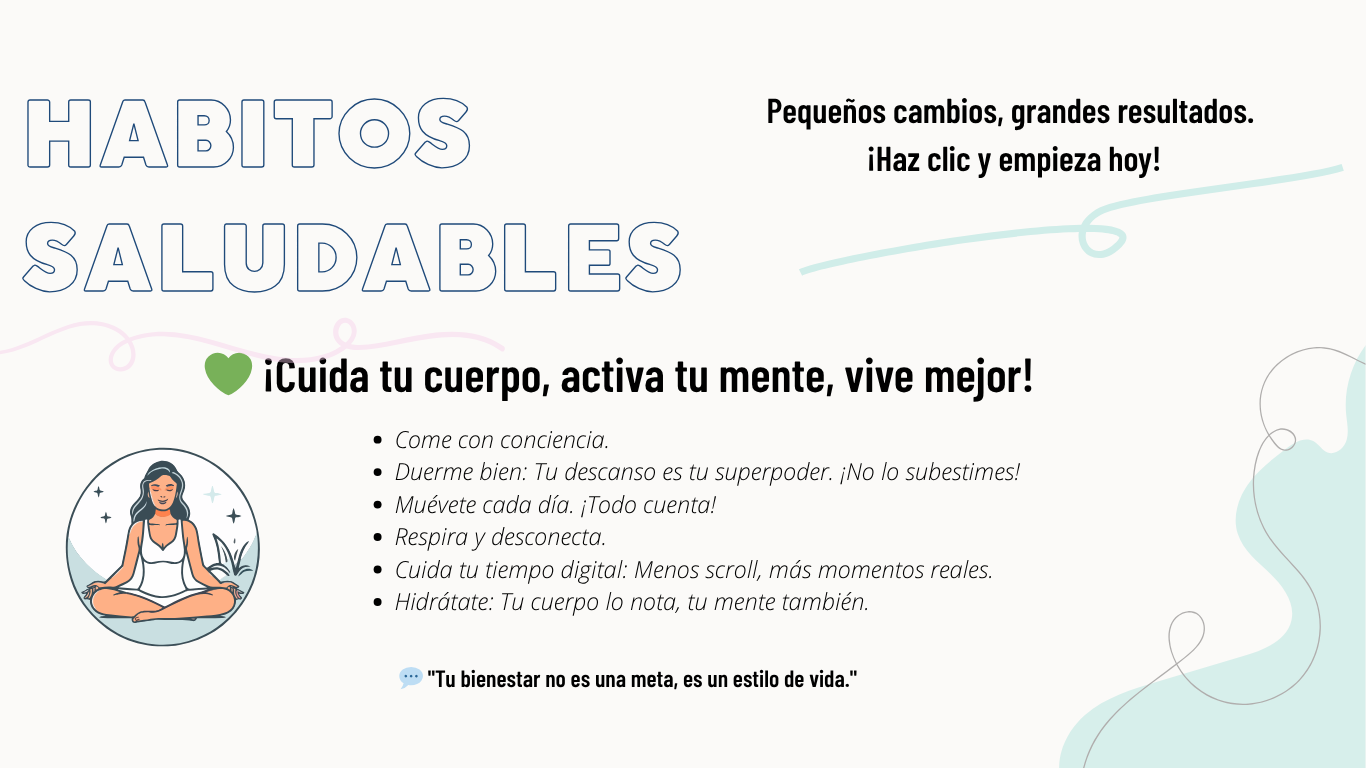 HABITOS
SALUDABLES
Pequeños cambios, grandes resultados.
¡Haz clic y empieza hoy!
💚 ¡Cuida tu cuerpo, activa tu mente, vive mejor!
• Come con conciencia.
• Duerme bien: Tu descanso es tu superpoder. ¡No lo subestimes!
• Muévete cada día. ¡Todo cuenta!
• Respira y desconecta.
• Cuida tu tiempo digital: Menos scroll, más momentos reales.
• Hidrátate: Tu cuerpo lo nota, tu mente también.
💬 "Tu bienestar no es una meta, es un estilo de vida."